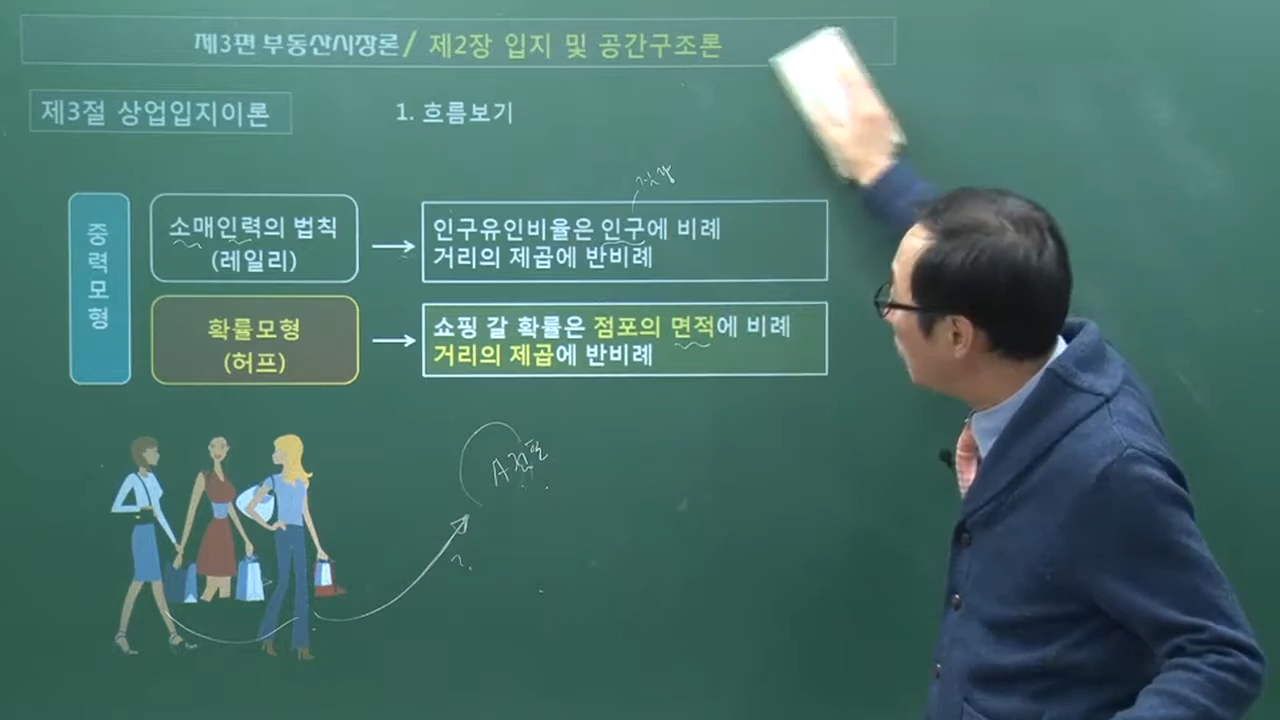 제3편 부동산시장론/ 제2장 입지 및 공간구조론
제3절 상업입지이론
1. 흐름보기
중력모형
소매인력의 법칙
(레일리)
인구유인비율은 인구에 비례
거리의 제곱에 반비례
확률모형
(허프)
쇼핑 갈 확률은 점포의 면적에 비례
거리의 제곱에 반비례
A점포